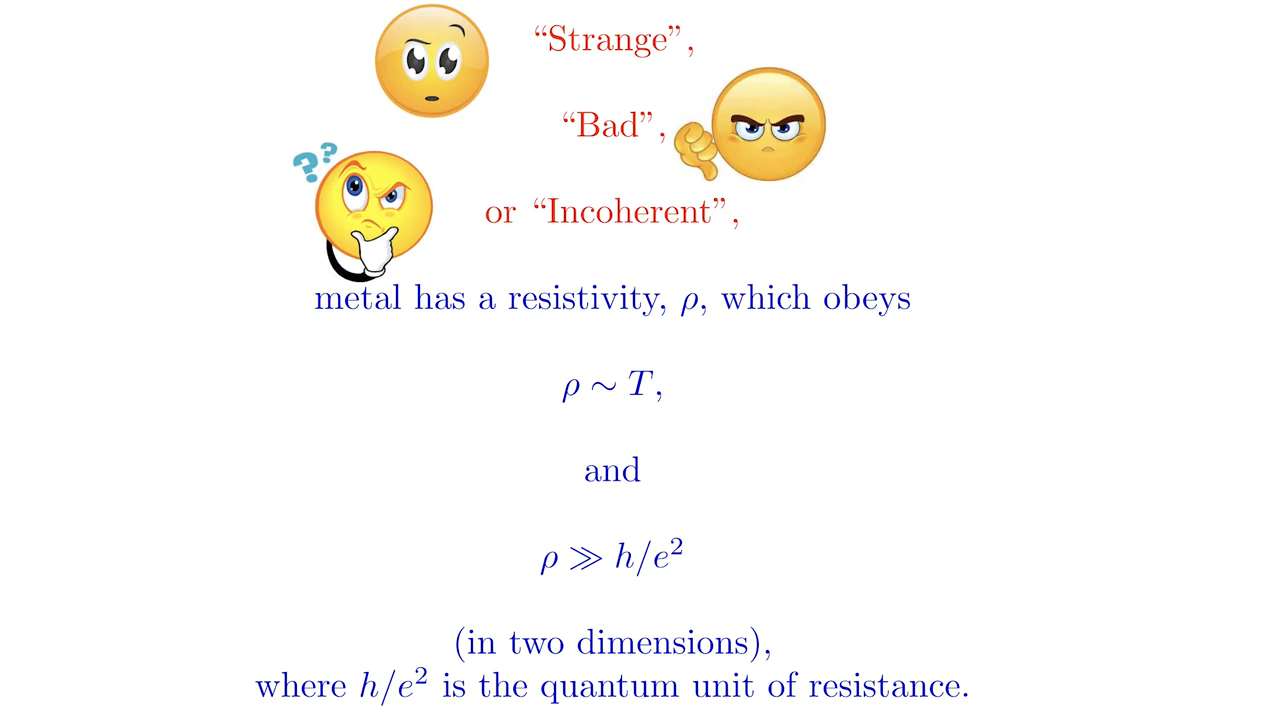 “Strange”,
“Bad”,
??
or “Incoherent”,
metal has a resistivity, ρ, which obeys
ρ ∼ T,
and
ρ ≫ h/e²
(in two dimensions),
where h/e² is the quantum unit of resistance.